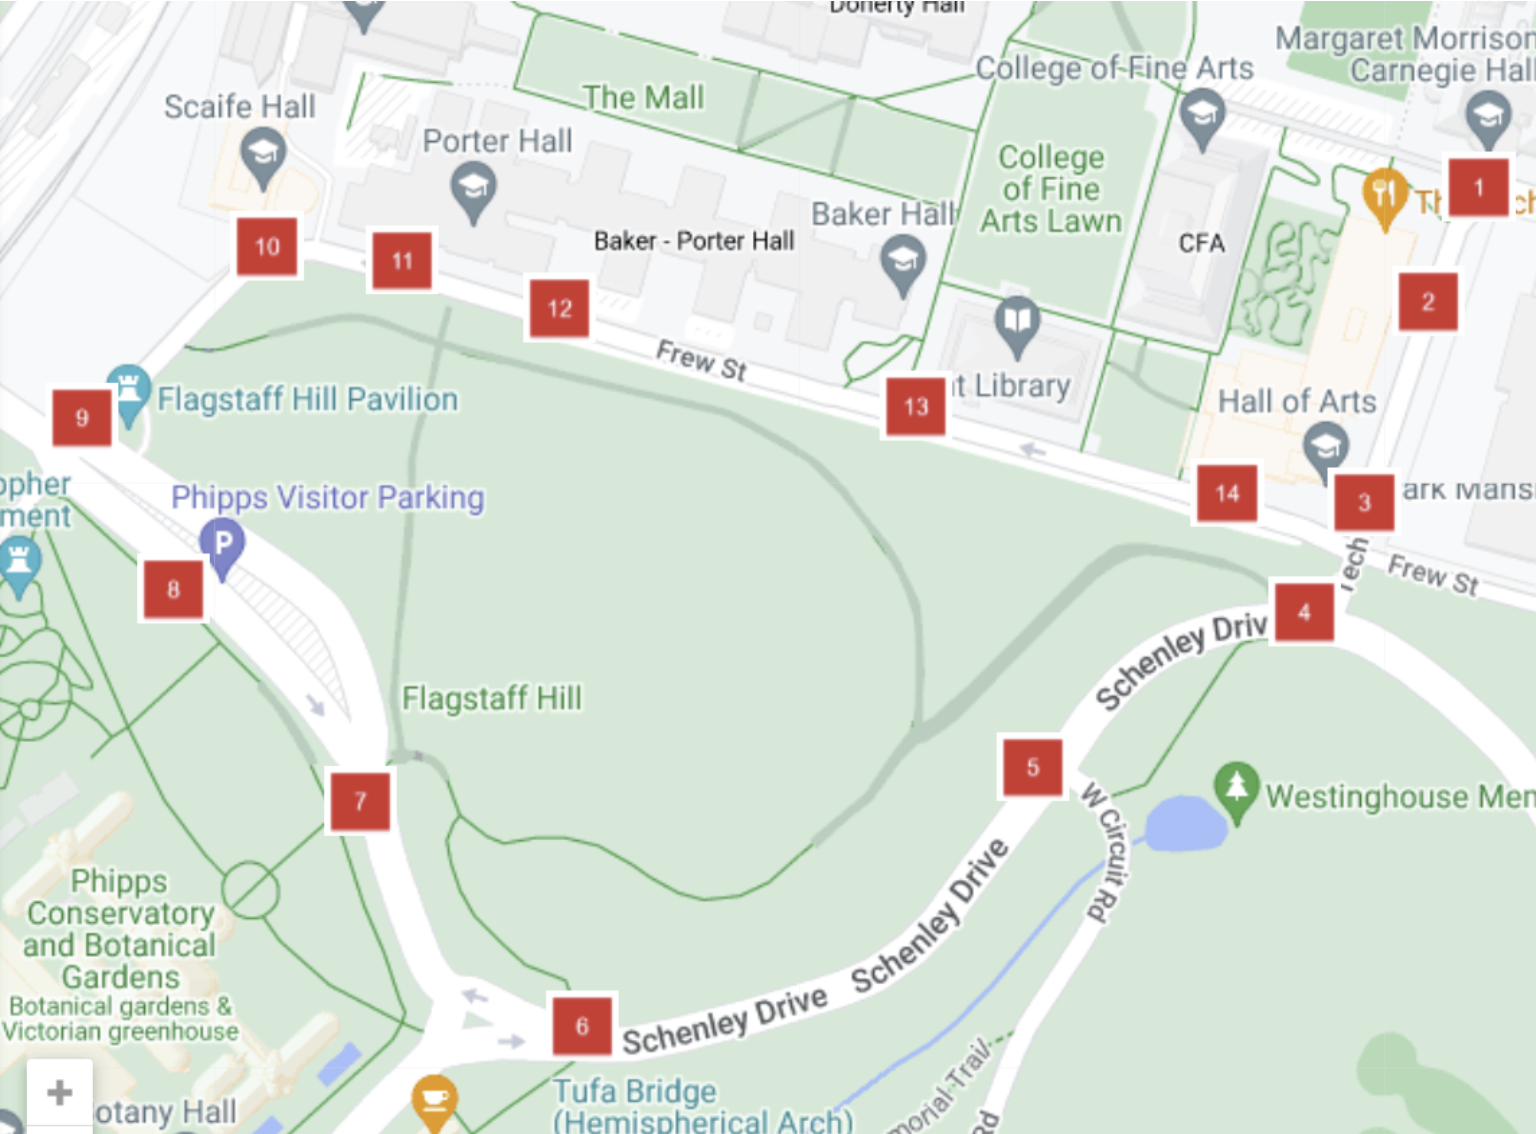 Doherty Hall
Margaret Morrison
Carnegie Hall
College of Fine Arts
The Mall
Scaife Hall
Porter Hall
College
of Fine
Arts Lawn
1
Baker Hall
CFA
Baker - Porter Hall
10
11
2
12
Frew St
Library
Hall of Arts
13
Flagstaff Hill Pavilion
9
14
3
Phipps Visitor Parking
P
Tech
Frew St
8
4
Schenley Driv
Flagstaff Hill
5
7
W Circuit Rd
Westinghouse Mem
Schenley Drive
Phipps
Conservatory
and Botanical
Gardens
Botanical gardens &
Victorian greenhouse
6
Schenley Drive
Tufa Bridge
(Hemispherical Arch)
morial-Trail
Rd
+
otany Hall